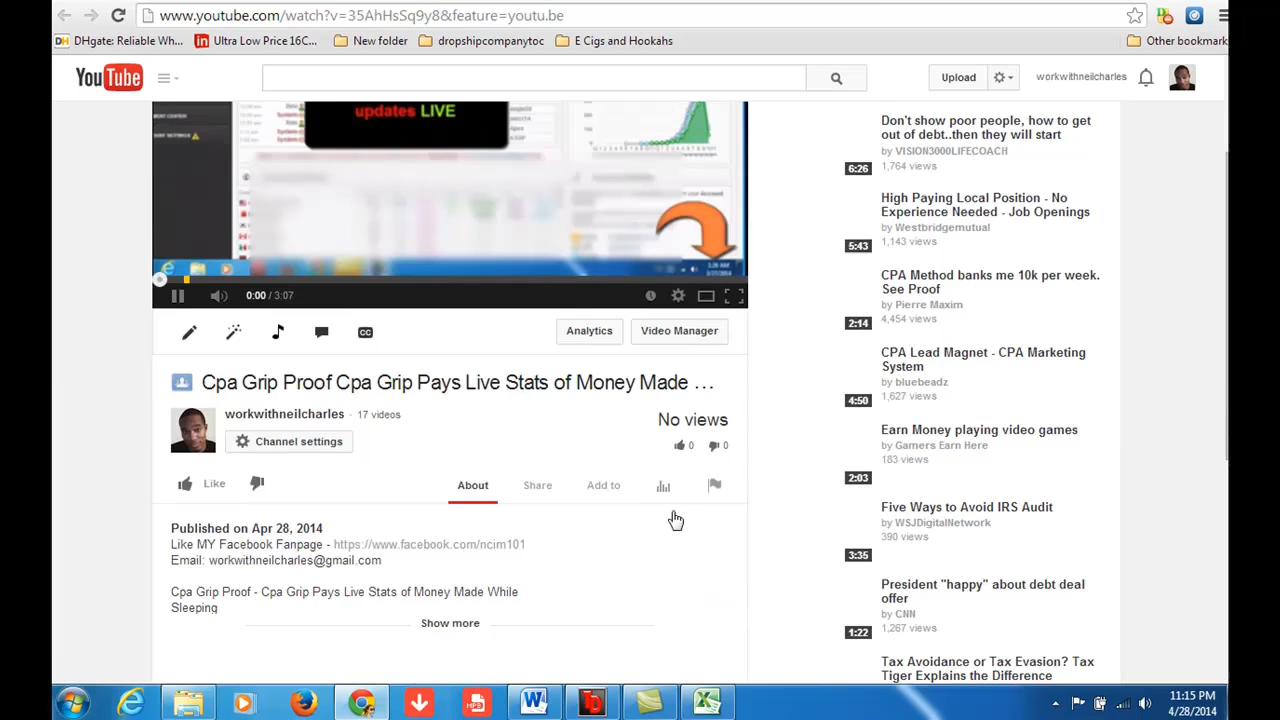 www.youtube.com/watch?v=35AhHsSq9y8&feature=youtu.be
DHgate: Reliable Wh...
Ultra Low Price 16C...
New folder
dropshipcompanytoc
E Cigs and Hookahs
Other bookmark
YouTube
Upload
workwithneilcharles
updates LIVE
0:00 / 3:07
CC
Analytics
Video Manager
Cpa Grip Proof Cpa Grip Pays Live Stats of Money Made ...
workwithneilcharles · 17 videos
Channel settings
No views
0 0
Like
About
Share
Add to
Published on Apr 28, 2014
Like MY Facebook Fanpage - https://www.facebook.com/ncim101
Email: workwithneilcharles@gmail.com
Cpa Grip Proof - Cpa Grip Pays Live Stats of Money Made While
Sleeping
Show more
Don't show poor people, how to get
out of debt..then they will start
by VISION3000LIFECOACH
1,764 views
6:26
High Paying Local Position - No
Experience Needed - Job Openings
by Westbridgemutual
1,143 views
5:43
CPA Method banks me 10k per week.
See Proof
by Pierre Maxim
4,454 views
2:14
CPA Lead Magnet - CPA Marketing
System
by bluebeadz
1,627 views
4:50
Earn Money playing video games
by Gamers Earn Here
183 views
2:03
Five Ways to Avoid IRS Audit
by WSJDigitalNetwork
390 views
3:35
President "happy" about debt deal
offer
by CNN
1,267 views
1:22
Tax Avoidance or Tax Evasion? Tax
Tiger Explains the Difference
11:15 PM
4/28/2014